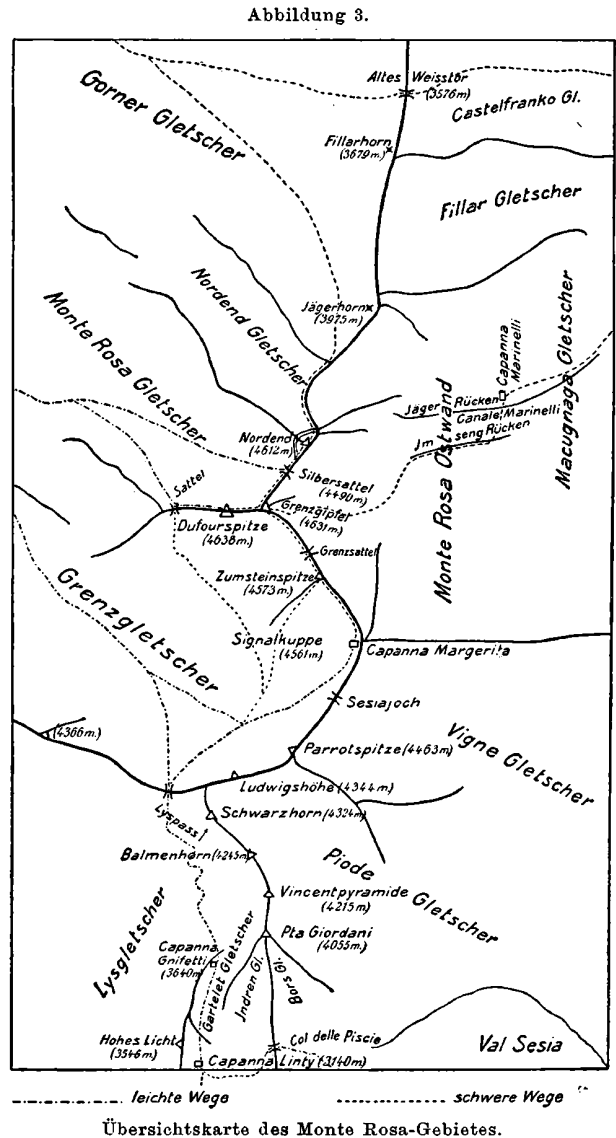 Abbildung 3.
Altes Weisstor
(3576m)
Gorner Gletscher
Castelfranko Gl.
Fillarhorn
(3679m.)
Fillar Gletscher
Nordend Gletscher
Jägerhorn
(3975m)
Monte Rosa Gletscher
Macugnaga Gletscher
Capanna
Marinelli
Jäger Rücken
Canale Marinelli
Jm seng Rücken
Monte Rosa Ostwand
Nordend
(4612m)
Silbersattel
(4490m)
Sattel
Grenzgipfel
(4631m)
Dufourspitze
(4638m.)
Grenzsattel
Zumsteinspitze
(4573m.)
Grenzgletscher
Signalkuppe
(4561m)
Capanna Margerita
Sesiajoch
(4366m.)
Parrotspitze (4463m)
Vigne Gletscher
Ludwigshöhe (4344m)
Lyspass
Schwarzhorn (4324m)
Balmenhorn (4245m)
Piode Gletscher
Vincentpyramide
(4215m)
Lysgletscher
Pta Giordani
(4055m.)
Capanna
Gnifetti
(3640m)
Gartelet Gletscher
Jndren Gl.
Bors Gl.
Hohes Licht
(3546m)
Col delle Piscie
Val Sesia
Capanna Linty (3140m)
leichte Wege
schwere Wege
Übersichtskarte des Monte Rosa-Gebietes.